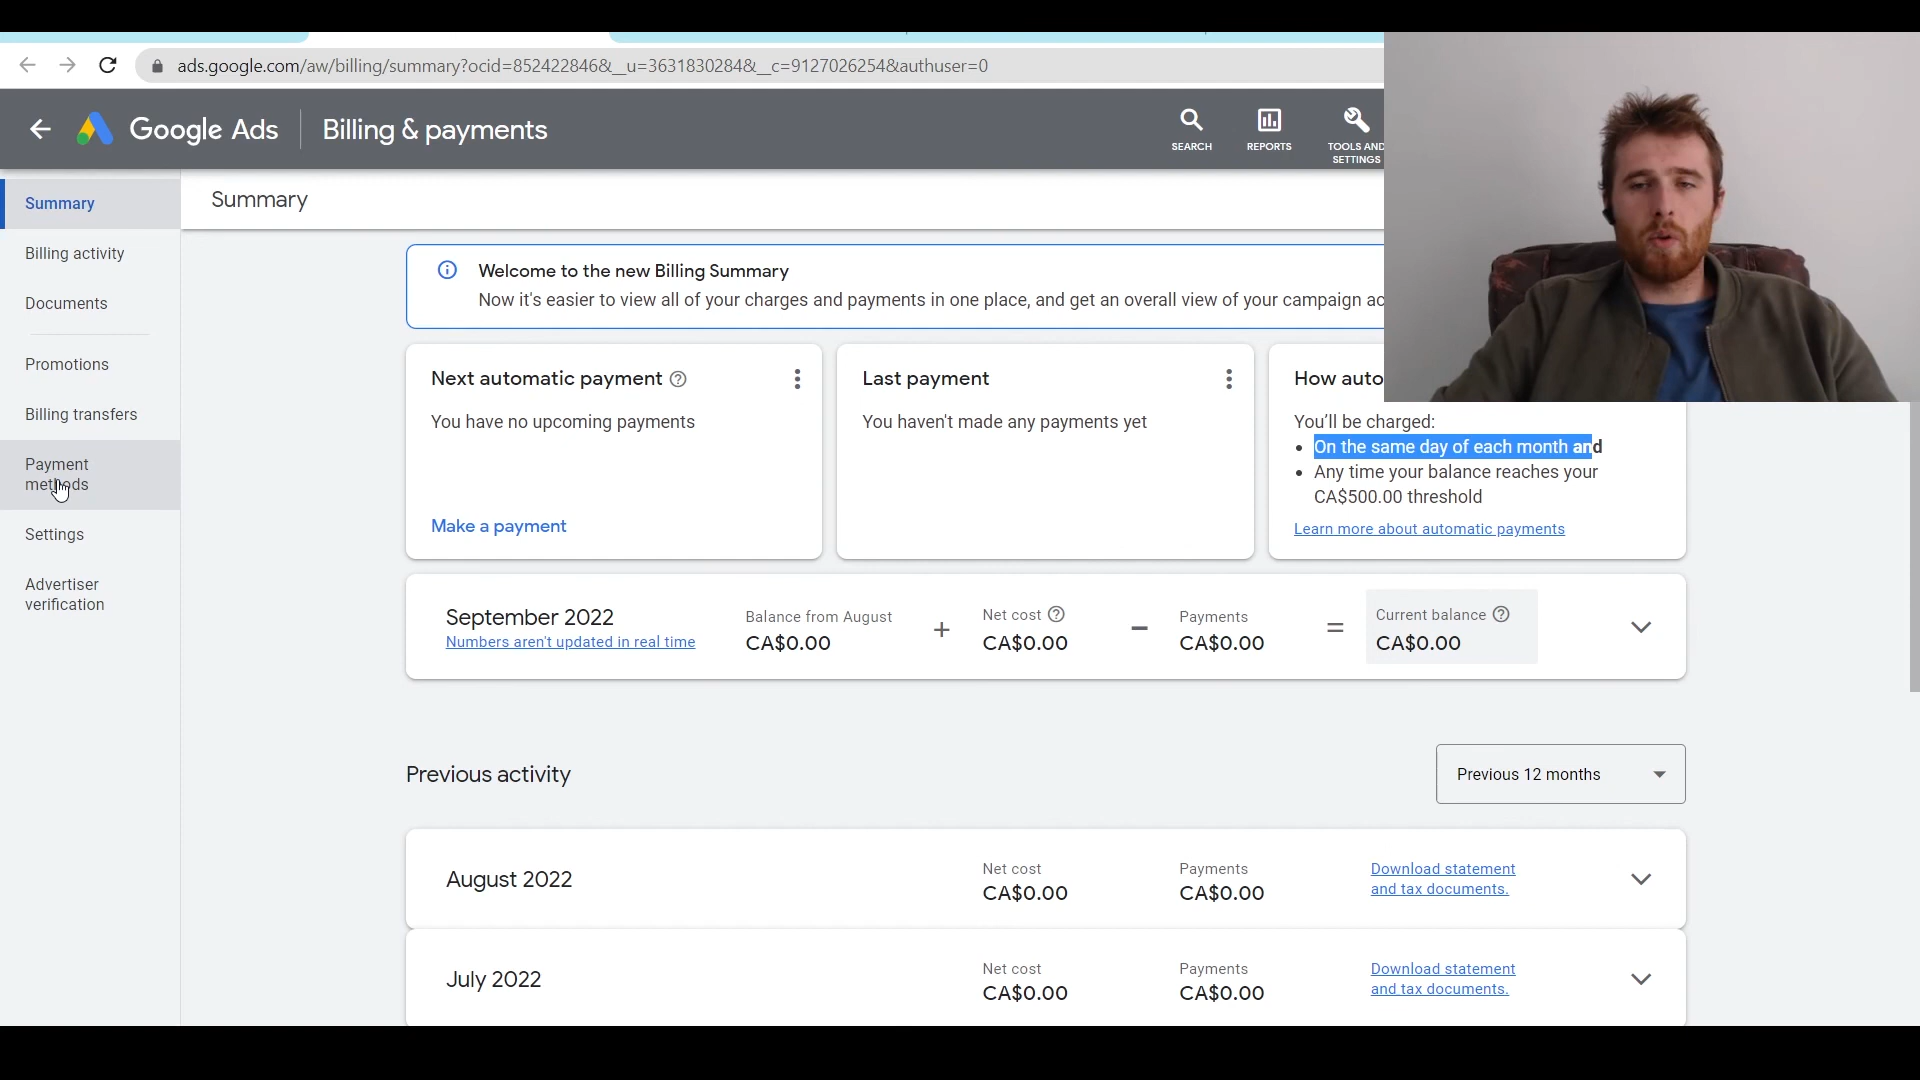 ads.google.com/aw/billing/summary?ocid=852422846&__u=3631830284&__c=9127026254&authuser=0
Google Ads
Billing & payments
SEARCH
REPORTS
TOOLS AND
SETTINGS
Summary
Billing activity
Documents
Promotions
Billing transfers
Payment
methods
Settings
Advertiser
verification
Summary
Welcome to the new Billing Summary
Now it's easier to view all of your charges and payments in one place, and get an overall view of your campaign ac
Next automatic payment
You have no upcoming payments
Make a payment
Last payment
You haven't made any payments yet
How auto
You'll be charged:
• On the same day of each month and
• Any time your balance reaches your
CA$500.00 threshold
Learn more about automatic payments
September 2022
Numbers aren't updated in real time
Balance from August
CA$0.00
+
Net cost
CA$0.00
−
Payments
CA$0.00
=
Current balance
CA$0.00
Previous activity
Previous 12 months
August 2022
Net cost
CA$0.00
Payments
CA$0.00
Download statement
and tax documents.
July 2022
Net cost
CA$0.00
Payments
CA$0.00
Download statement
and tax documents.